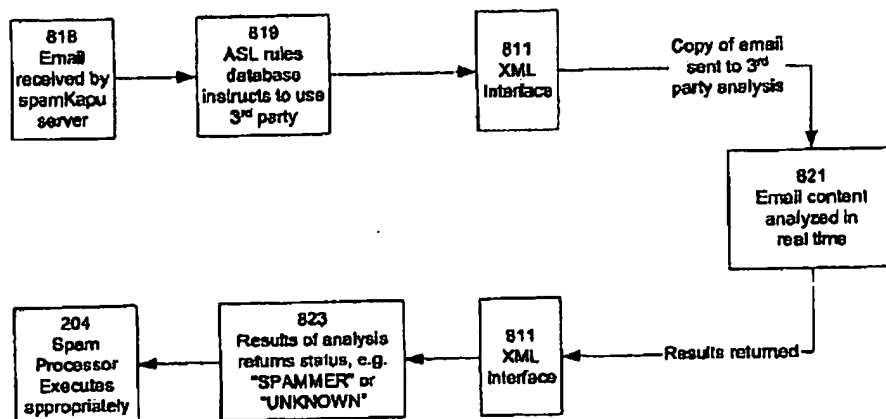 818
Email
received by
spamKapu
server
819
ASL rules
database
instructs to use
3rd party
811
XML
Interface
Copy of email
sent to 3rd
party analysis
821
Email content
analyzed in
real time
Results returned
811
XML
Interface
823
Results of analysis
returns status, e.g.
"SPAMMER" or
"UNKNOWN"
204
Spam
Processor
Executes
appropriately